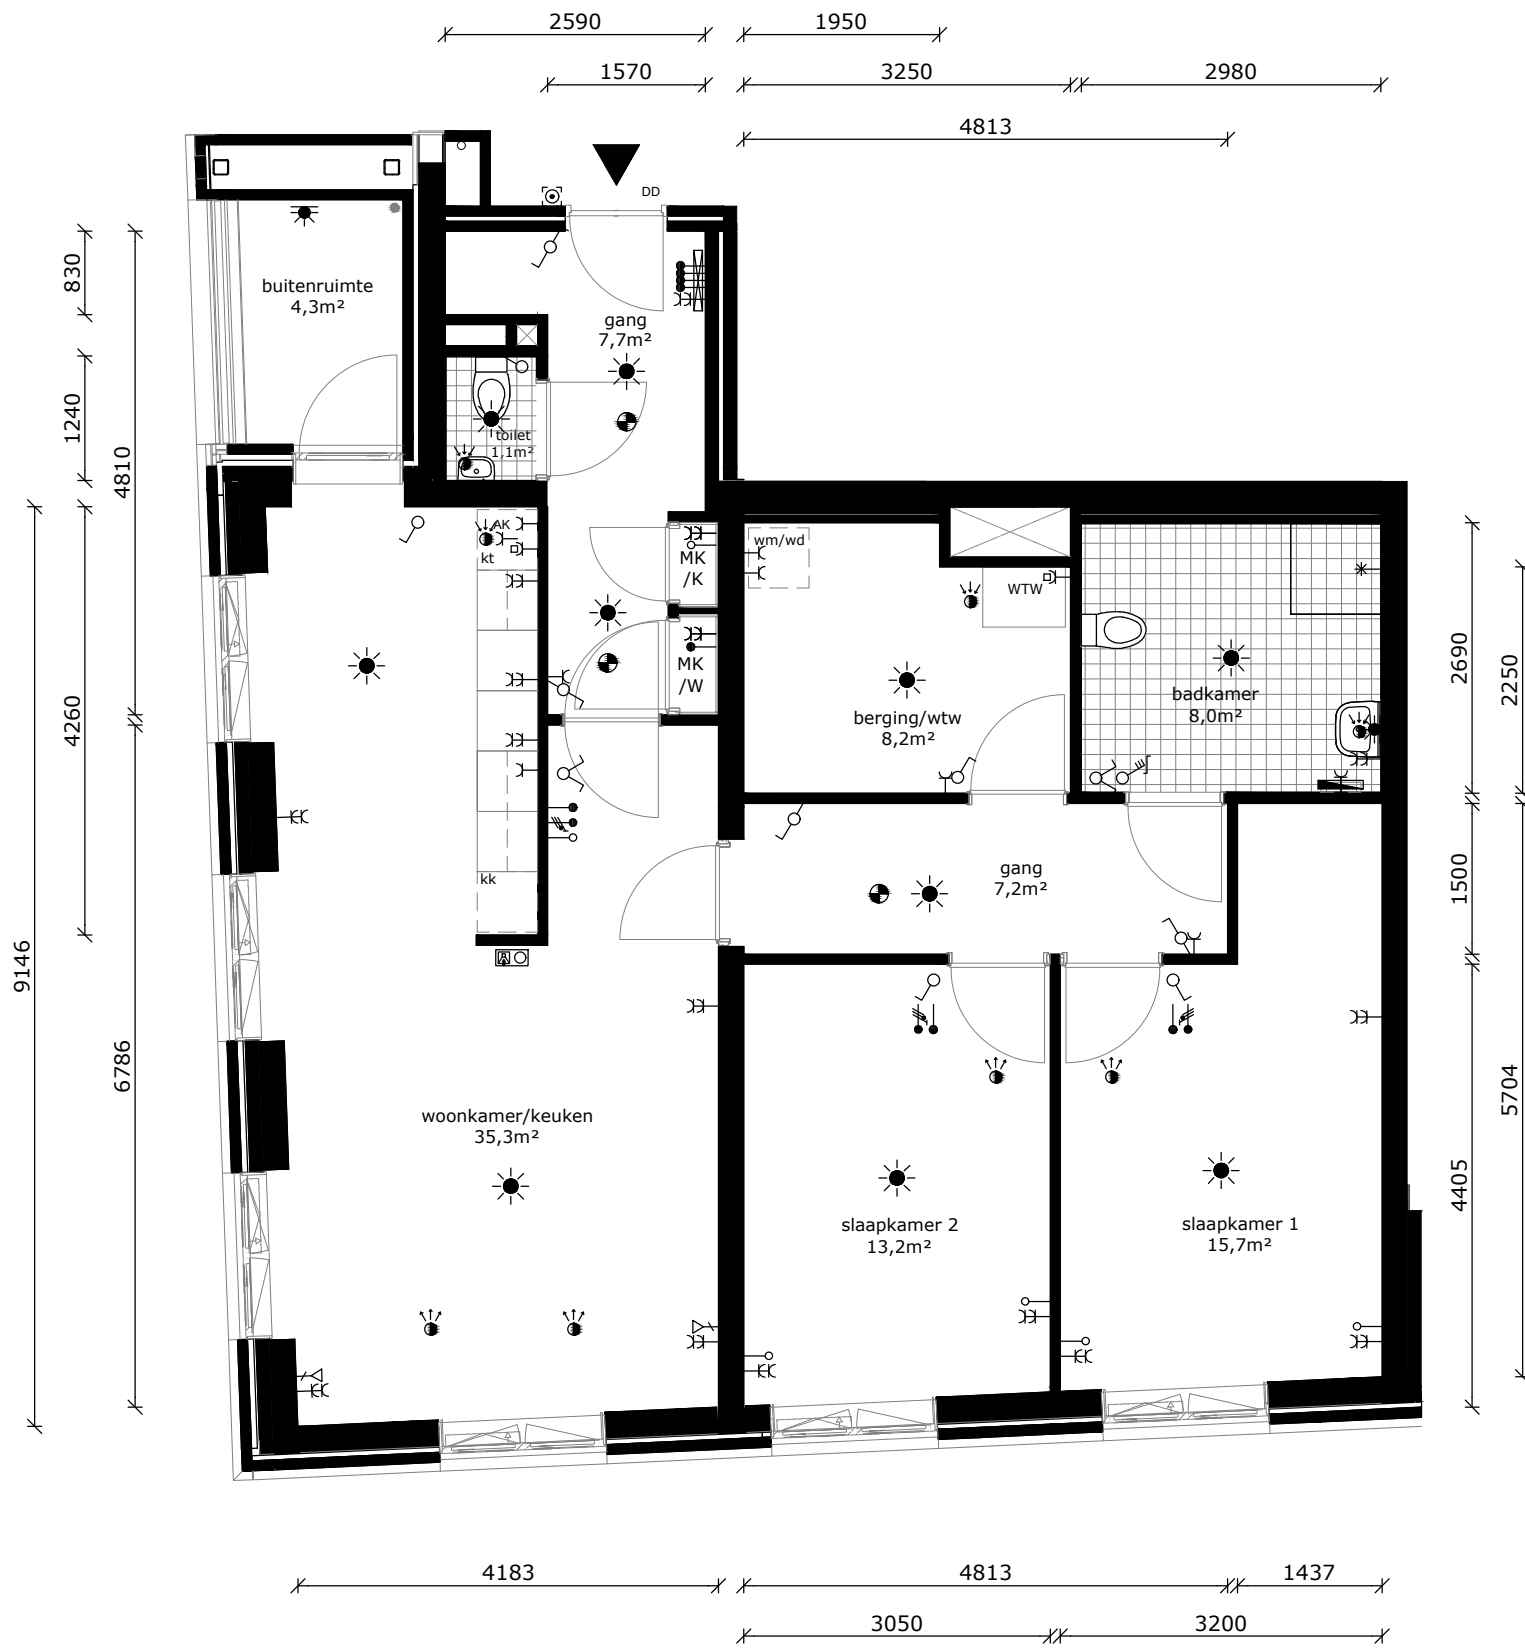 2590
1950
1570
3250
2980
4813
DD
830
buitenruimte
4,3m²
gang
7,7m²
1240
toilet
1,1m²
4810
AK
kt
MK
/K
wm/wd
WTW
MK
/W
2690
2250
badkamer
8,0m²
berging/wtw
8,2m²
4260
kk
gang
7,2m²
1500
9146
6786
5704
woonkamer/keuken
35,3m²
4405
slaapkamer 2
13,2m²
slaapkamer 1
15,7m²
4183
4813
1437
3050
3200